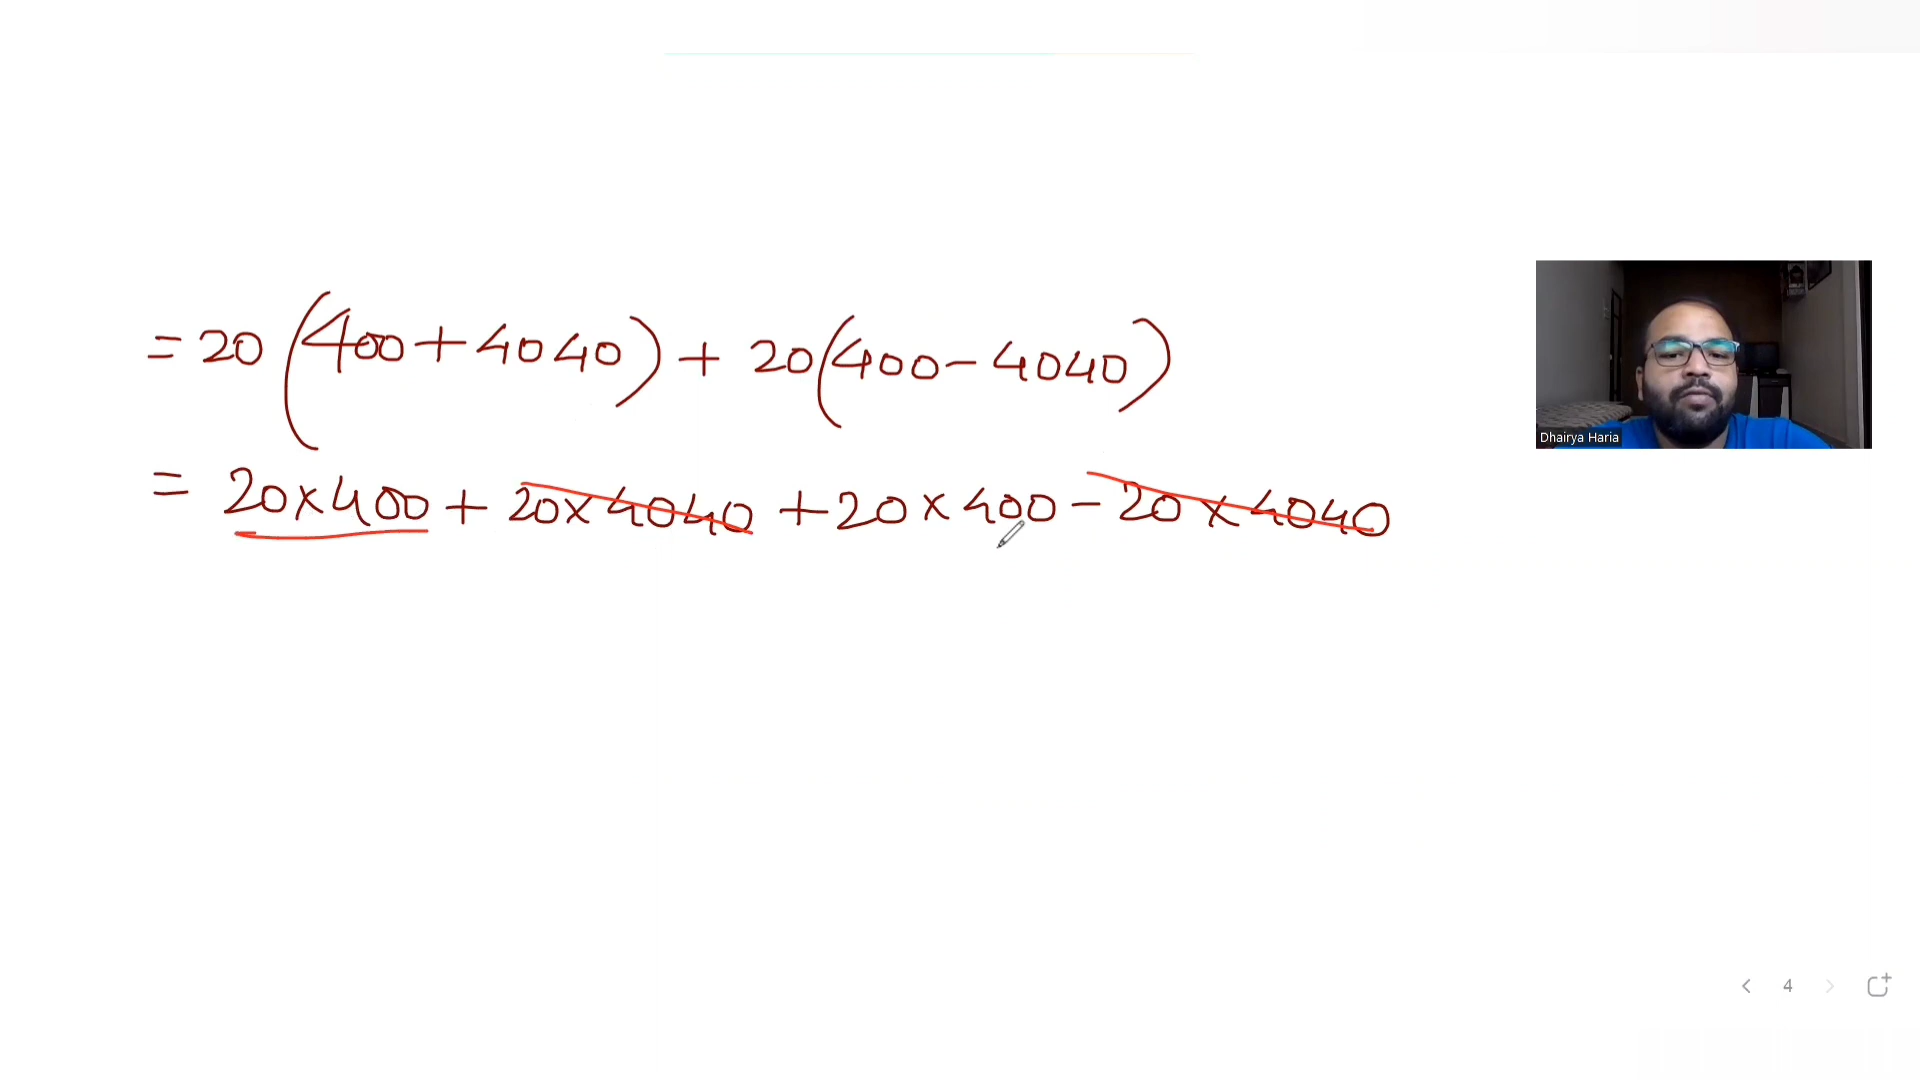 = 20 (400 + 4040) + 20 (400 - 4040)
= 20 x 400 + 20 x 4040 + 20 x 400 - 20 x 4040
Dhairya Haria
4